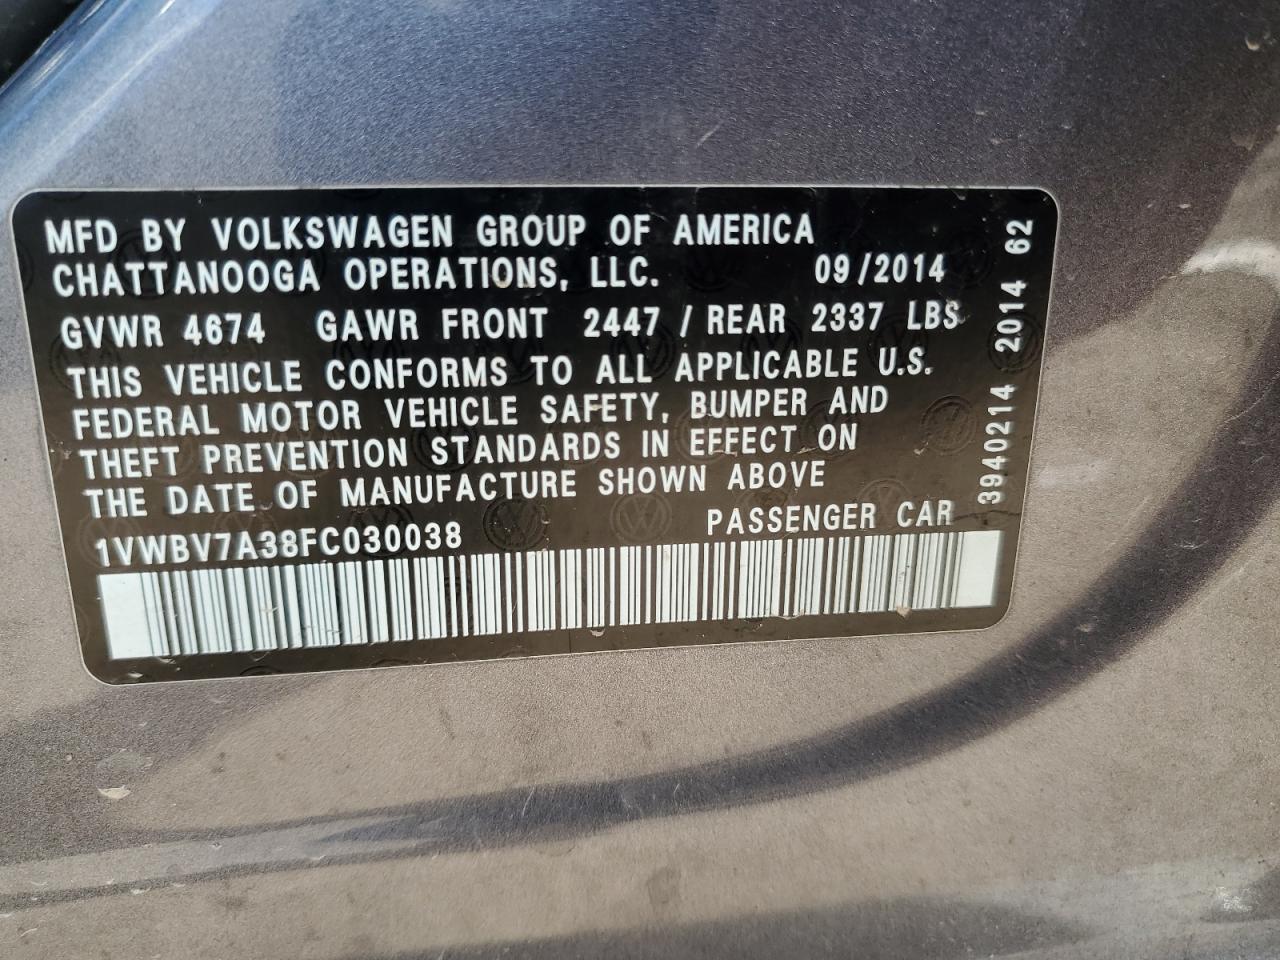 MFD BY VOLKSWAGEN GROUP OF AMERICA
CHATTANOOGA OPERATIONS, LLC. 09/2014
GVWR 4674 GAWR FRONT 2447 / REAR 2337 LBS
THIS VEHICLE CONFORMS TO ALL APPLICABLE U.S.
FEDERAL MOTOR VEHICLE SAFETY, BUMPER AND
THEFT PREVENTION STANDARDS IN EFFECT ON
THE DATE OF MANUFACTURE SHOWN ABOVE
1VWBV7A38FC030038 PASSENGER CAR
3940214 2014 62